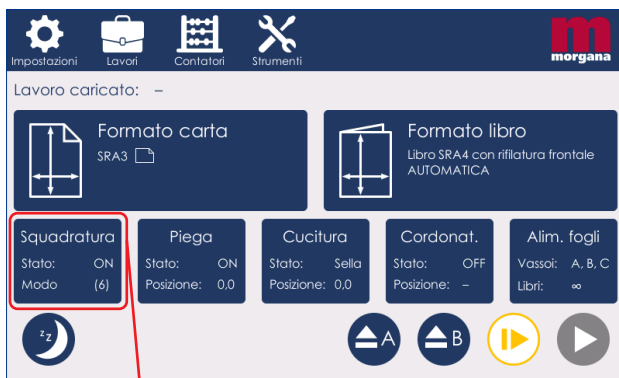 Impostazioni
Lavori
Contatori
Strumenti
morgana
Lavoro caricato: –
Formato carta
SRA3
Formato libro
Libro SRA4 con rifilatura frontale
AUTOMATICA
Squadratura
Stato: ON
Modo (6)
Piega
Stato: ON
Posizione: 0,0
Cucitura
Stato: Sella
Posizione: 0,0
Cordonat.
Stato: OFF
Posizione: –
Alim. fogli
Vassoi: A, B, C
Libri: ∞
zz
A
B